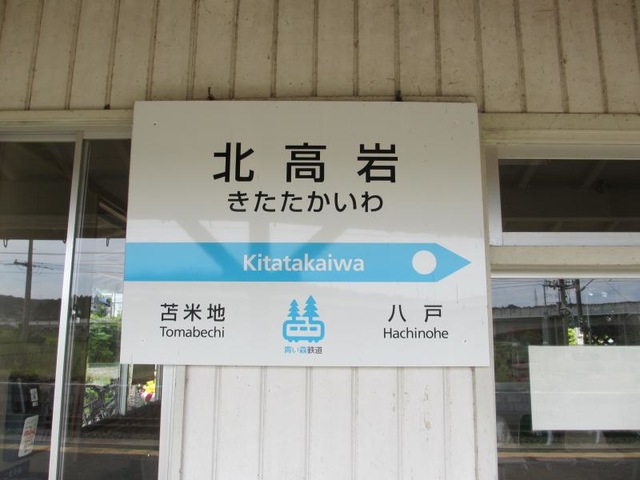 北高岩
きたたかいわ
Kitatakaiwa
苫米地
Tomabechi
青い森鉄道
八戸
Hachinohe